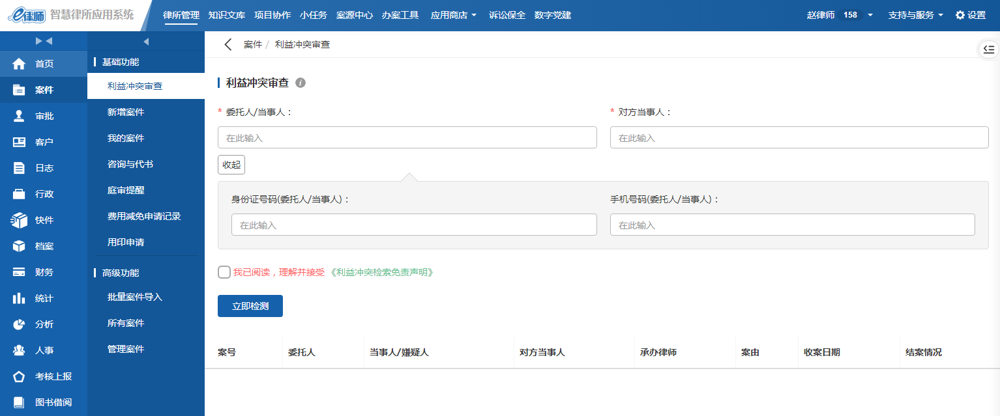 e律师 智慧律所应用系统
律所管理 知识文库 项目协作 小任务 案源中心 办案工具 应用商店 诉讼保全 数字党建 赵律师 158 支持与服务 设置
首页
案件
审批
客户
日志
行政
快件
档案
财务
统计
分析
人事
考核上报
图书借阅
基础功能
利益冲突审查
新增案件
我的案件
咨询与代书
庭审提醒
费用减免申请记录
用印申请
高级功能
批量案件导入
所有案件
管理案件
案件 / 利益冲突审查
利益冲突审查 i
* 委托人/当事人： * 对方当事人：
在此输入 在此输入
收起
身份证号码(委托人/当事人)： 手机号码(委托人/当事人)：
在此输入 在此输入
我已阅读，理解并接受 《利益冲突检索免责声明》
立即检测
案号 委托人 当事人/嫌疑人 对方当事人 承办律师 案由 收案日期 结案情况